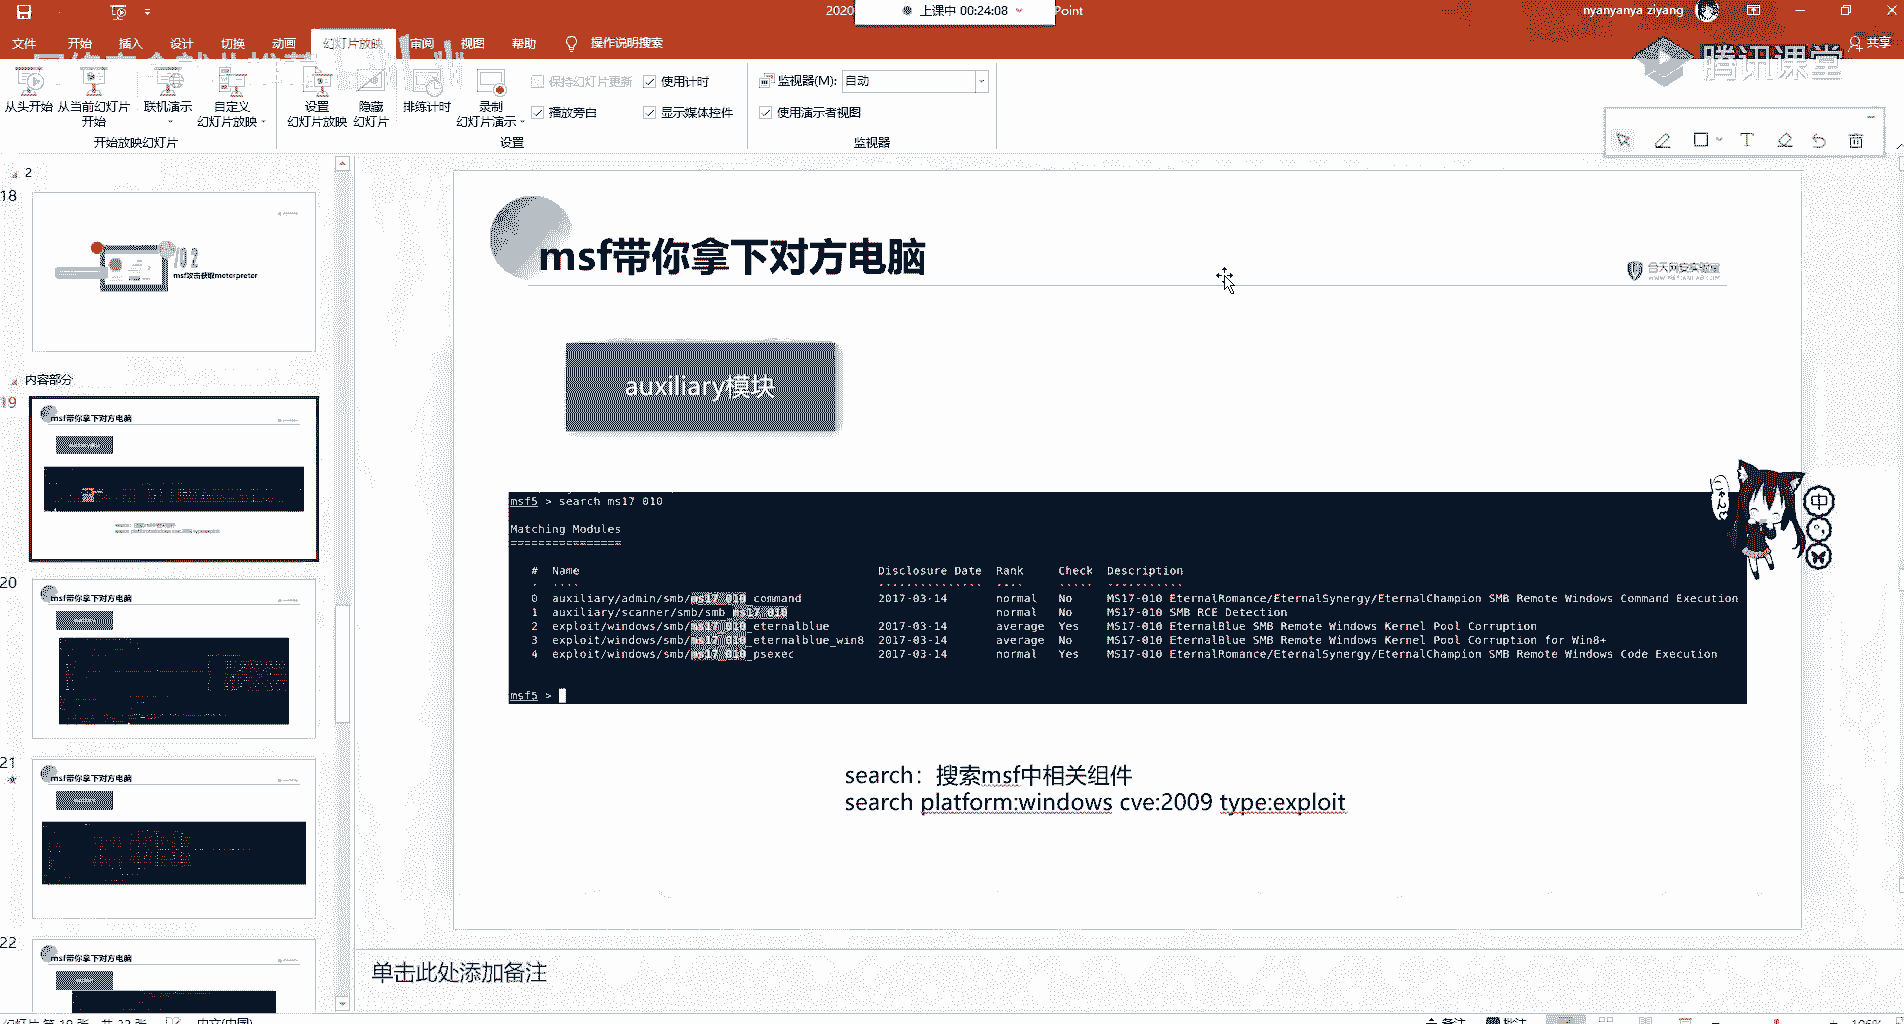 2020
上课中 00:24:08
Point
nyanyanya ziyang
文件 开始 插入 设计 切换 动画 幻灯片放映 审阅 视图 帮助 操作说明搜索
共享
腾讯课堂
从头开始
从当前幻灯片
开始
联机演示
自定义
幻灯片放映
设置
幻灯片放映
隐藏
幻灯片
排练计时
录制
幻灯片演示
保持幻灯片更新
使用计时
播放旁白
显示媒体控件
监视器(M): 自动
使用演示者视图
开始放映幻灯片
设置
监视器
2
18
msf攻击获取meterpreter
内容部分
19
msf带你拿下对方电脑
20
msf带你拿下对方电脑
21
msf带你拿下对方电脑
22
msf带你拿下对方电脑
msf带你拿下对方电脑
合天网安实验室
auxiliary模块
msf5 > search ms17_010
Matching Modules
================
# Name Disclosure Date Rank Check Description
0 auxiliary/admin/smb/ms17_010_command 2017-03-14 normal No MS17-010 EternalRomance/EternalSynergy/EternalChampion SMB Remote Windows Command Execution
1 auxiliary/scanner/smb/smb_ms17_010 normal No MS17-010 SMB RCE Detection
2 exploit/windows/smb/ms17_010_eternalblue 2017-03-14 average Yes MS17-010 EternalBlue SMB Remote Windows Kernel Pool Corruption
3 exploit/windows/smb/ms17_010_eternalblue_win8 2017-03-14 average No MS17-010 EternalBlue SMB Remote Windows Kernel Pool Corruption for Win8+
4 exploit/windows/smb/ms17_010_psexec 2017-03-14 normal Yes MS17-010 EternalRomance/EternalSynergy/EternalChampion SMB Remote Windows Code Execution
msf5 >
中
search：搜索msf中相关组件
search platform:windows cve:2009 type:exploit
单击此处添加备注